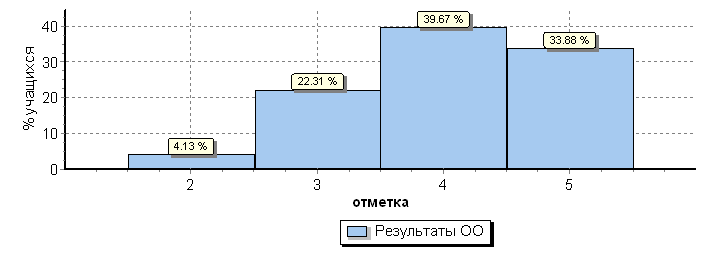 % учащихся
40
30
20
10
0
4.13 %
22.31 %
39.67 %
33.88 %
2 3 4 5
отметка
Результаты ОО